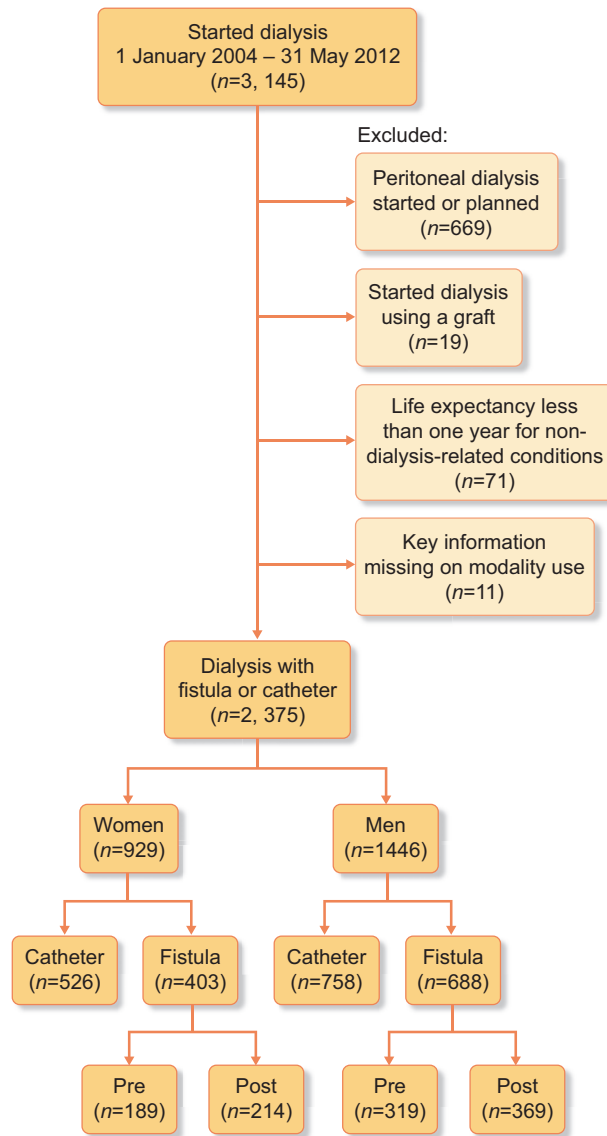 Started dialysis
1 January 2004 – 31 May 2012
(n=3, 145)
Excluded:
Peritoneal dialysis
started or planned
(n=669)
Started dialysis
using a graft
(n=19)
Life expectancy less
than one year for non-
dialysis-related conditions
(n=71)
Key information
missing on modality use
(n=11)
Dialysis with
fistula or catheter
(n=2, 375)
Women
(n=929)
Men
(n=1446)
Catheter
(n=526)
Fistula
(n=403)
Catheter
(n=758)
Fistula
(n=688)
Pre
(n=189)
Post
(n=214)
Pre
(n=319)
Post
(n=369)